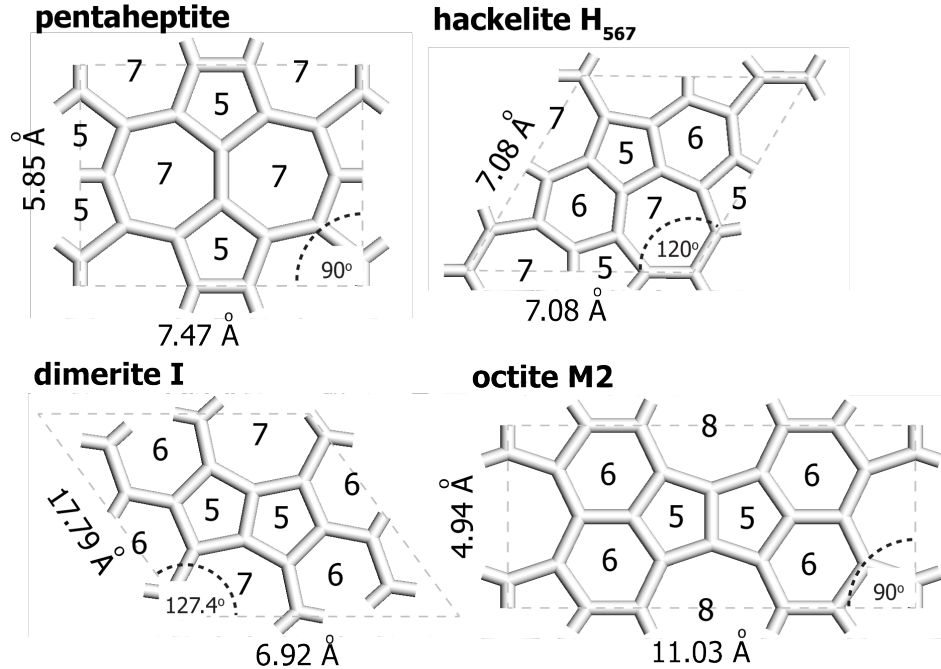 pentaheptite
7 7
5
5
7 7
5
5
90°
5.85 Å
7.47 Å
hackelite H567
7
6
5
5
6 7
120°
7 5
7.08 Å
7.08 Å
dimerite I
6 7
6
5 5
6
7 6
127.4°
17.79 Å
6.92 Å
octite M2
8
6 6
5 5
6 6
90°
8
4.94 Å
11.03 Å